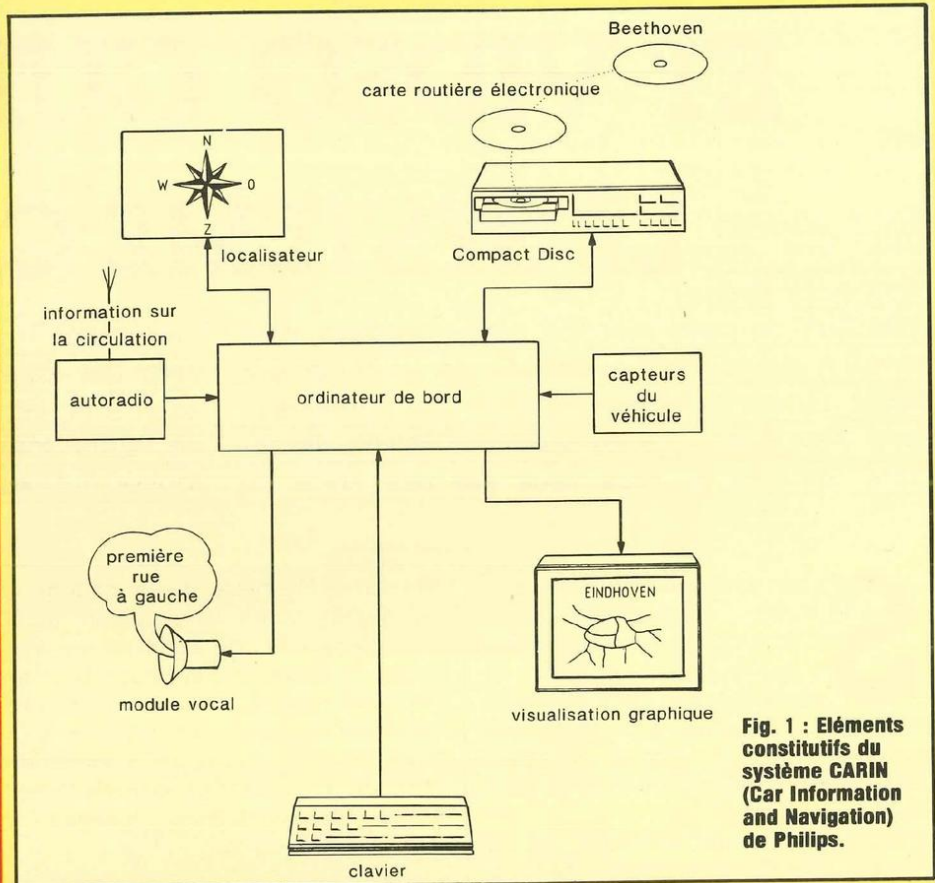 Beethoven
carte routière électronique
N
W
O
Z
localisateur
Compact Disc
information sur
la circulation
autoradio
ordinateur de bord
capteurs
du
véhicule
première
rue
à gauche
module vocal
EINDHOVEN
visualisation graphique
clavier
Fig. 1 : Eléments
constitutifs du
système CARIN
(Car Information
and Navigation)
de Philips.